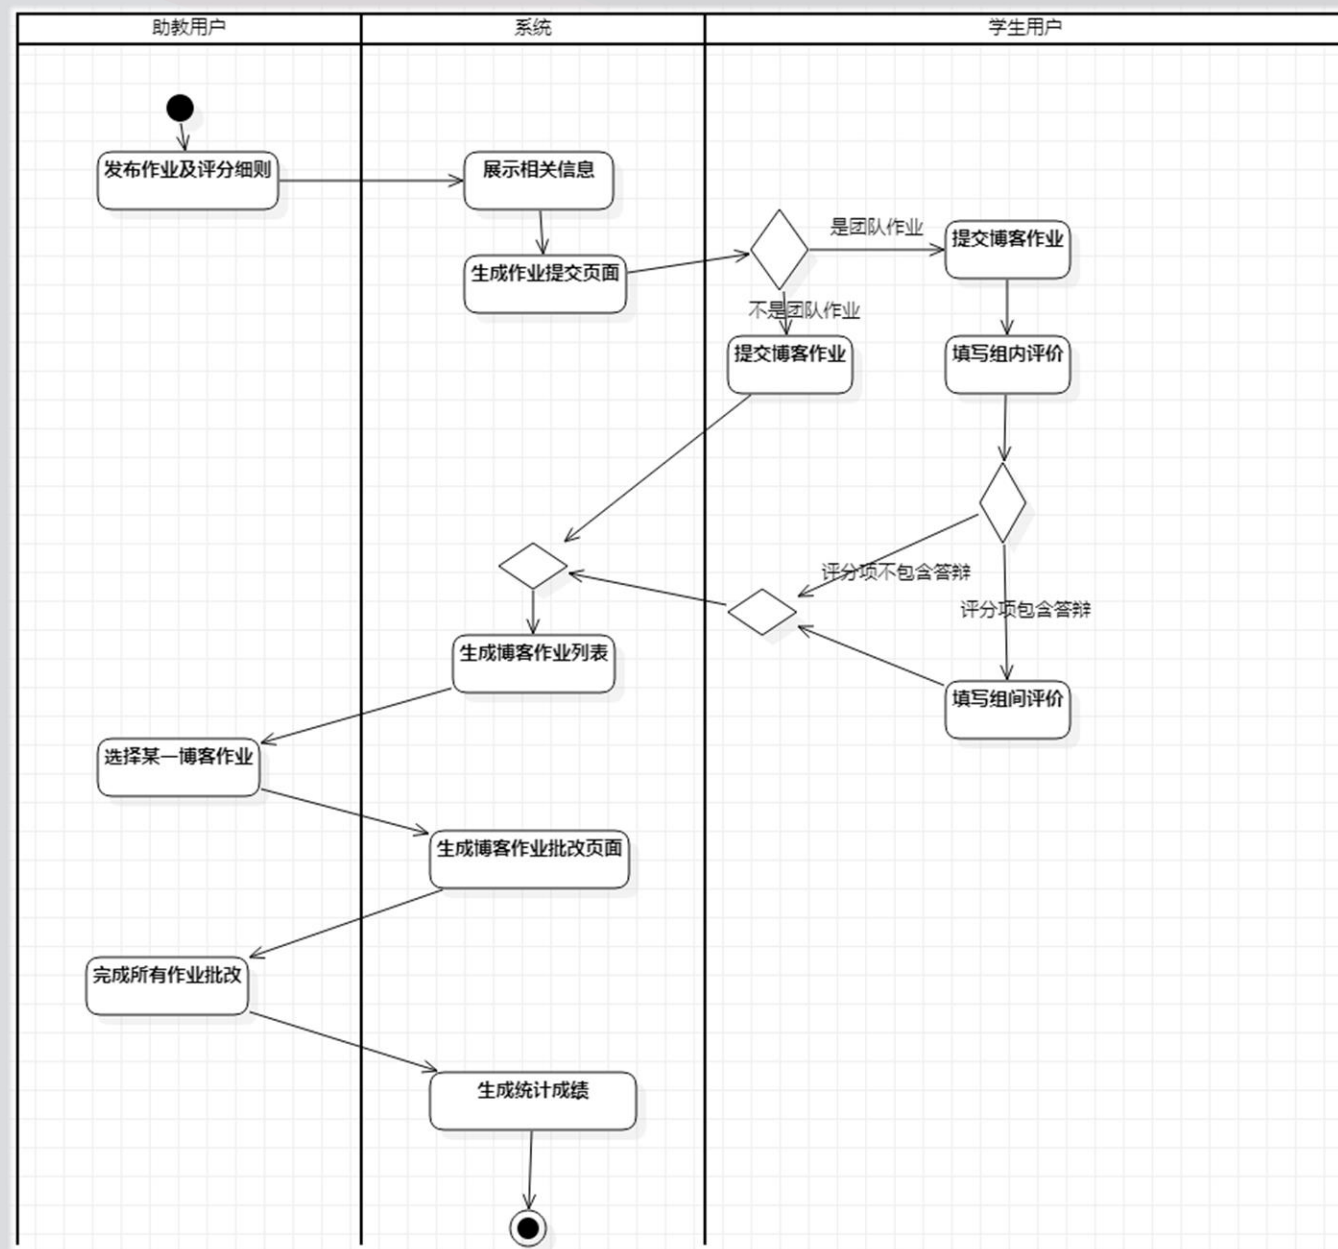 助教用户
系统
学生用户
发布作业及评分细则
展示相关信息
生成作业提交页面
是团队作业
提交博客作业
不是团队作业
提交博客作业
填写组内评价
评分项不包含答辩
评分项包含答辩
填写组间评价
生成博客作业列表
选择某一博客作业
生成博客作业批改页面
完成所有作业批改
生成统计成绩